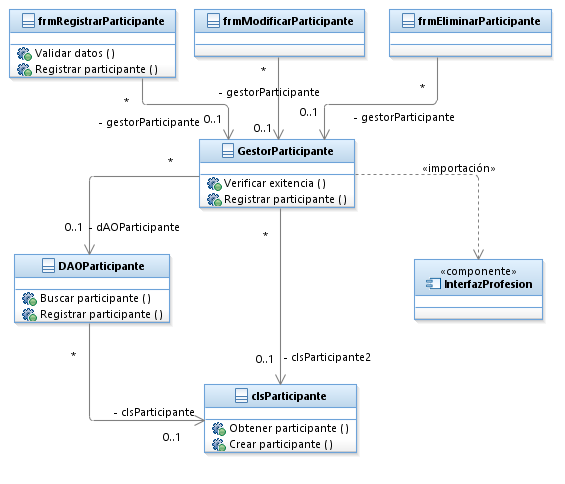 frmRegistrarParticipante
Validar datos ( )
Registrar participante ( )
frmModificarParticipante
frmEliminarParticipante
*
*
*
- gestorParticipante
- gestorParticipante
- gestorParticipante
0..1
0..1
0..1
GestorParticipante
Verificar exitencia ( )
Registrar participante ( )
«importación»
*
0..1
- dAOParticipante
*
DAOParticipante
Buscar participante ( )
Registrar participante ( )
«componente»
InterfazProfesion
*
0..1
- clsParticipante2
- clsParticipante
0..1
clsParticipante
Obtener participante ( )
Crear participante ( )